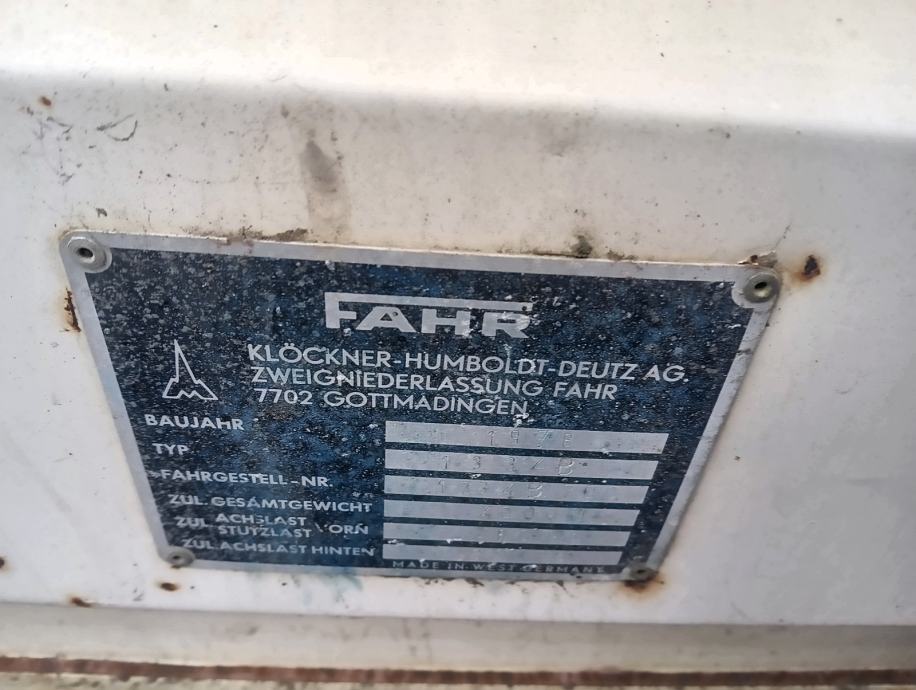 FAHR
KLÖCKNER-HUMBOLDT-DEUTZ AG.
ZWEIGNIEDERLASSUNG FAHR
7702 GOTTMADINGEN
BAUJAHR
TYP
FAHRGESTELL-NR.
ZUL. GESAMTGEWICHT
ZUL. ACHSLAST
STÜTZLAST VORN
ZUL. ACHSLAST HINTEN
MADE IN WEST GERMANY